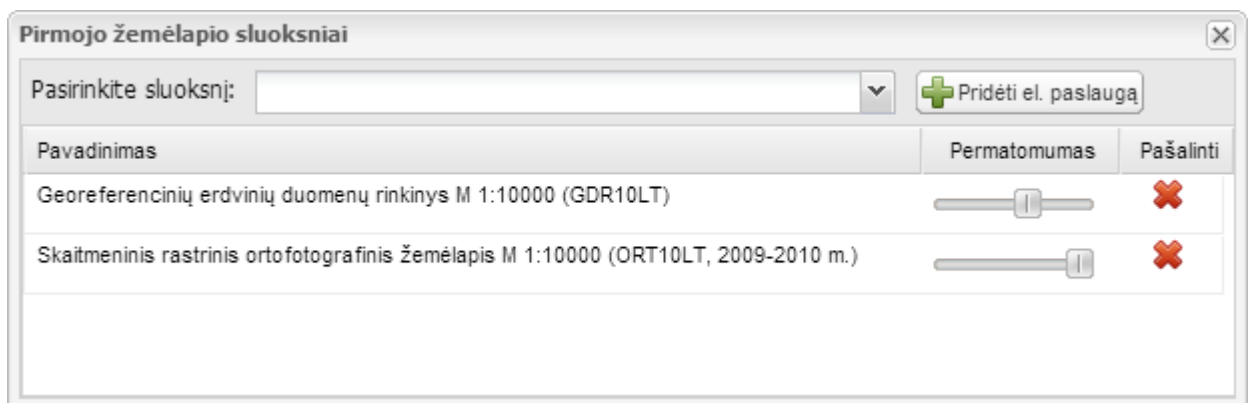 Pirmojo žemėlapio sluoksniai
Pasirinkite sluoksnį: Pridėti el. paslaugą
Pavadinimas Permatomumas Pašalinti
Georeferencinių erdvinių duomenų rinkinys M 1:10000 (GDR10LT)
Skaitmeninis rastrinis ortofotografinis žemėlapis M 1:10000 (ORT10LT, 2009-2010 m.)